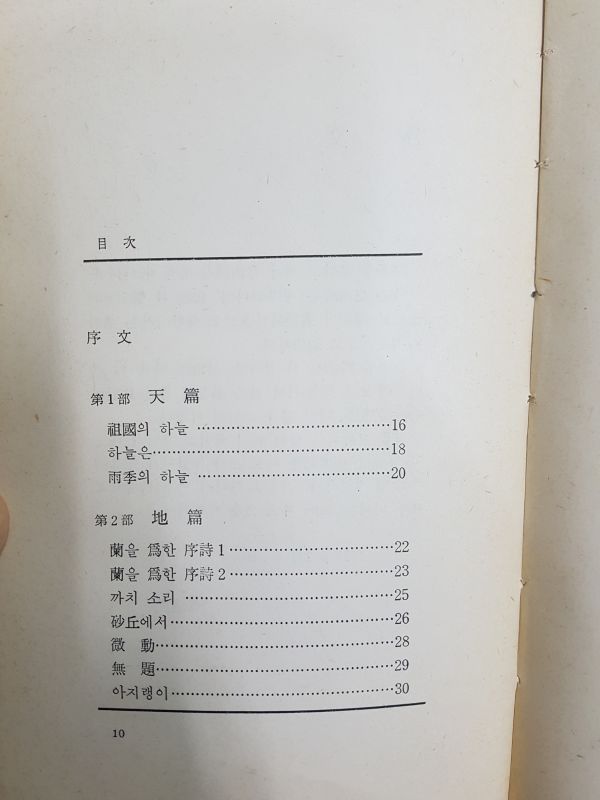 目 次
序 文
第1部 天 篇
祖國의 하늘 ········································16
하늘은················································18
雨季의 하늘 ········································20
第2部 地 篇
蘭을 爲한 序詩 1 ·································22
蘭을 爲한 序詩 2 ·································23
까치 소리 ···········································25
砂丘에서·············································26
微 動················································28
無 題················································29
아지랭이·············································30
10